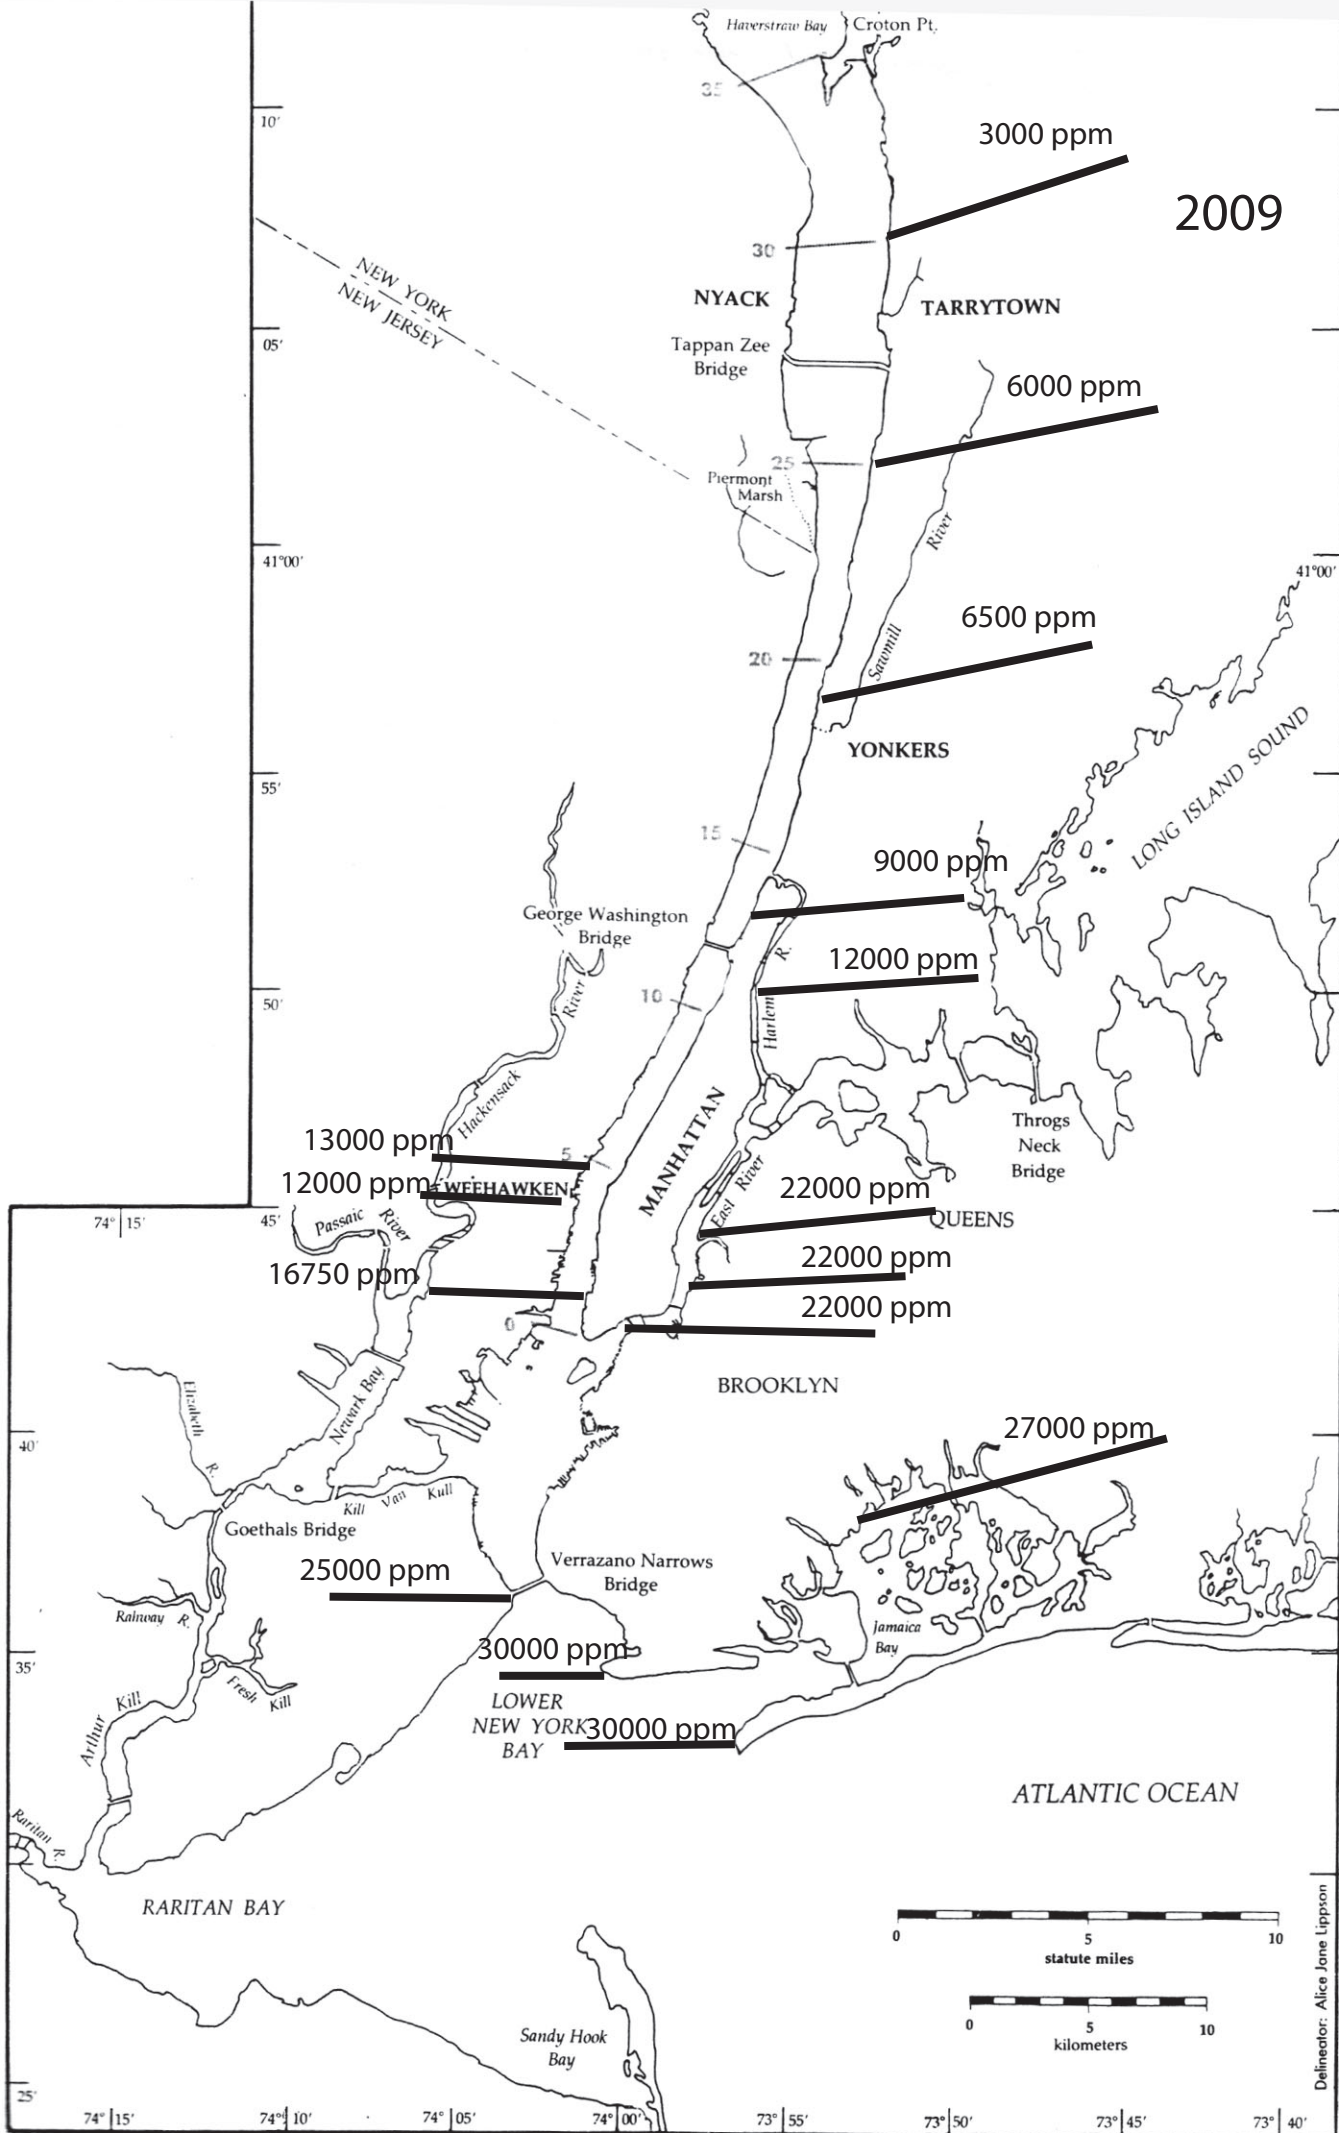 Haverstraw Bay
Croton Pt.
35
10'
3000 ppm
2009
30
NEW YORK
NEW JERSEY
NYACK
TARRYTOWN
05'
Tappan Zee
Bridge
6000 ppm
25
Piermont
Marsh
River
41°00'
41°00'
6500 ppm
20
Sawmill
YONKERS
LONG ISLAND SOUND
55'
15
9000 ppm
George Washington
Bridge
R.
12000 ppm
10
50'
River
Harlem
Hackensack
MANHATTAN
Throgs
Neck
Bridge
13000 ppm
5
12000 ppm
WEEHAWKEN
East River
22000 ppm
QUEENS
74° 15'
45'
Passaic River
22000 ppm
16750 ppm
22000 ppm
0
BROOKLYN
Elizabeth
R.
Newark Bay
40'
27000 ppm
Kill Van Kull
Goethals Bridge
25000 ppm
Verrazano Narrows
Bridge
Rahway R.
Jamaica
Bay
30000 ppm
35'
Fresh Kill
LOWER
NEW YORK
BAY
30000 ppm
Arthur Kill
ATLANTIC OCEAN
Raritan
R.
RARITAN BAY
0 5 10
statute miles
0 5 10
kilometers
Sandy Hook
Bay
Delineator: Alice Jane Lippson
25'
74° 15'
74° 10'
74° 05'
74° 00'
73° 55'
73° 50'
73° 45'
73° 40'